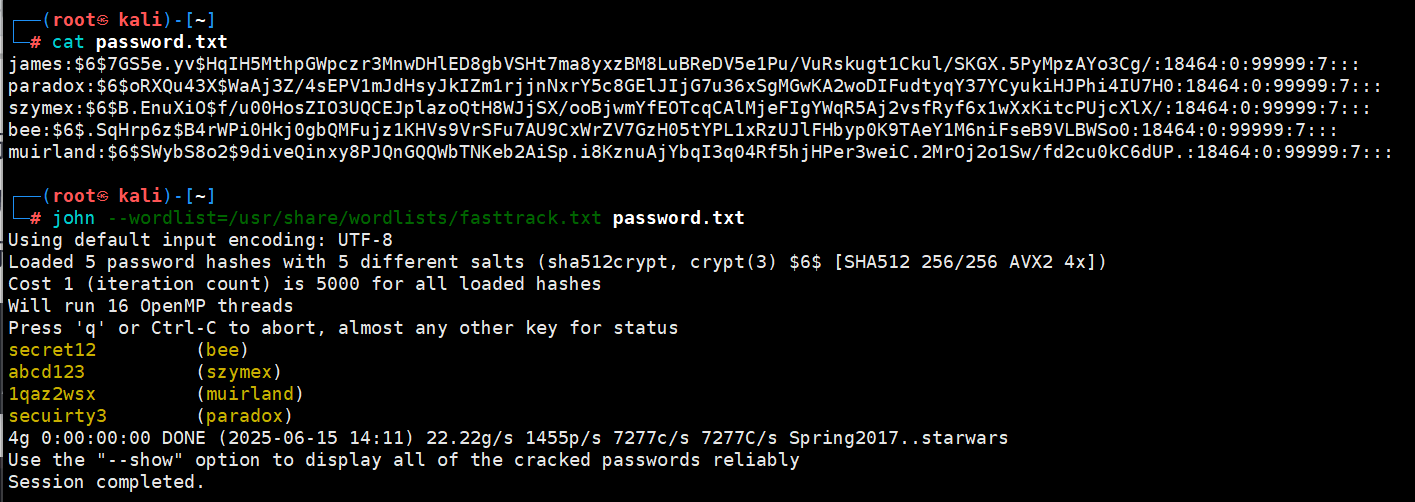 ┌──(root㉿ kali)-[~]
└─# cat password.txt
james:$6$7GS5e.yv$HqIH5MthpGWpczr3MnwDHlED8gbVSHt7ma8yxzBM8LuBReDV5e1Pu/VuRskugt1Ckul/SKGX.5PyMpzAYo3Cg/:18464:0:99999:7:::
paradox:$6$oRXQu43X$WaAj3Z/4sEPV1mJdHsyJkIZm1rjjnNxrY5c8GElJIjG7u36xSgMGwKA2woDIFudtyqY37YCyukiHJPhi4IU7H0:18464:0:99999:7:::
szymex:$6$B.EnuXiO$f/u00HosZIO3UQCEJplazoQtH8WJjSX/ooBjwmYfEOTcqCAlMjeFIgYWqR5Aj2vsfRyf6x1wXxKitcPUjcXlX/:18464:0:99999:7:::
bee:$6$.SqHrp6z$B4rWPi0Hkj0gbQMFujz1KHVs9VrSFu7AU9CxWrZV7GzH05tYPL1xRzUJlFHbyp0K9TAeY1M6niFseB9VLBWSo0:18464:0:99999:7:::
muirland:$6$SWybS8o2$9diveQinxy8PJQnGQQWbTNKeb2AiSp.i8KznuAjYbqI3q04Rf5hjHPer3weiC.2MrOj2o1Sw/fd2cu0kC6dUP.:18464:0:99999:7:::
┌──(root㉿ kali)-[~]
└─# john --wordlist=/usr/share/wordlists/fasttrack.txt password.txt
Using default input encoding: UTF-8
Loaded 5 password hashes with 5 different salts (sha512crypt, crypt(3) $6$ [SHA512 256/256 AVX2 4x])
Cost 1 (iteration count) is 5000 for all loaded hashes
Will run 16 OpenMP threads
Press 'q' or Ctrl-C to abort, almost any other key for status
secret12         (bee)
abcd123          (szymex)
1qaz2wsx         (muirland)
secuirty3        (paradox)
4g 0:00:00:00 DONE (2025-06-15 14:11) 22.22g/s 1455p/s 7277c/s 7277C/s Spring2017..starwars
Use the "--show" option to display all of the cracked passwords reliably
Session completed.